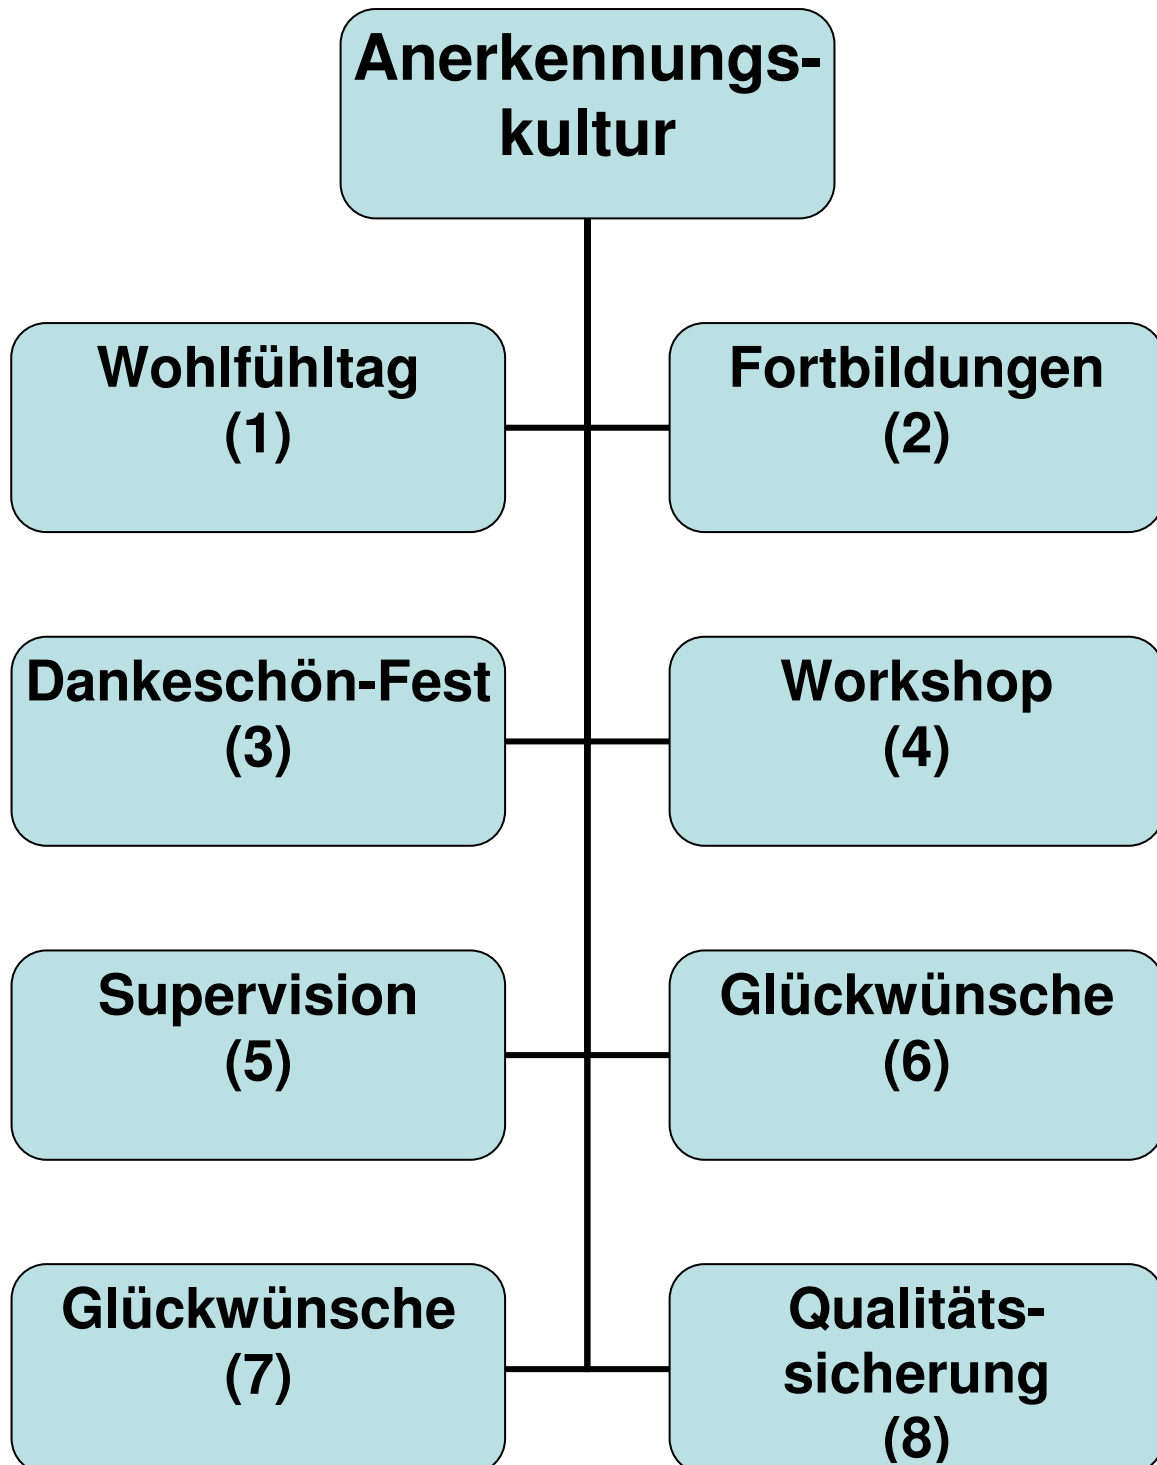 Anerkennungs-
kultur
Wohlfühltag
(1)
Fortbildungen
(2)
Dankeschön-Fest
(3)
Workshop
(4)
Supervision
(5)
Glückwünsche
(6)
Glückwünsche
(7)
Qualitäts-
sicherung
(8)